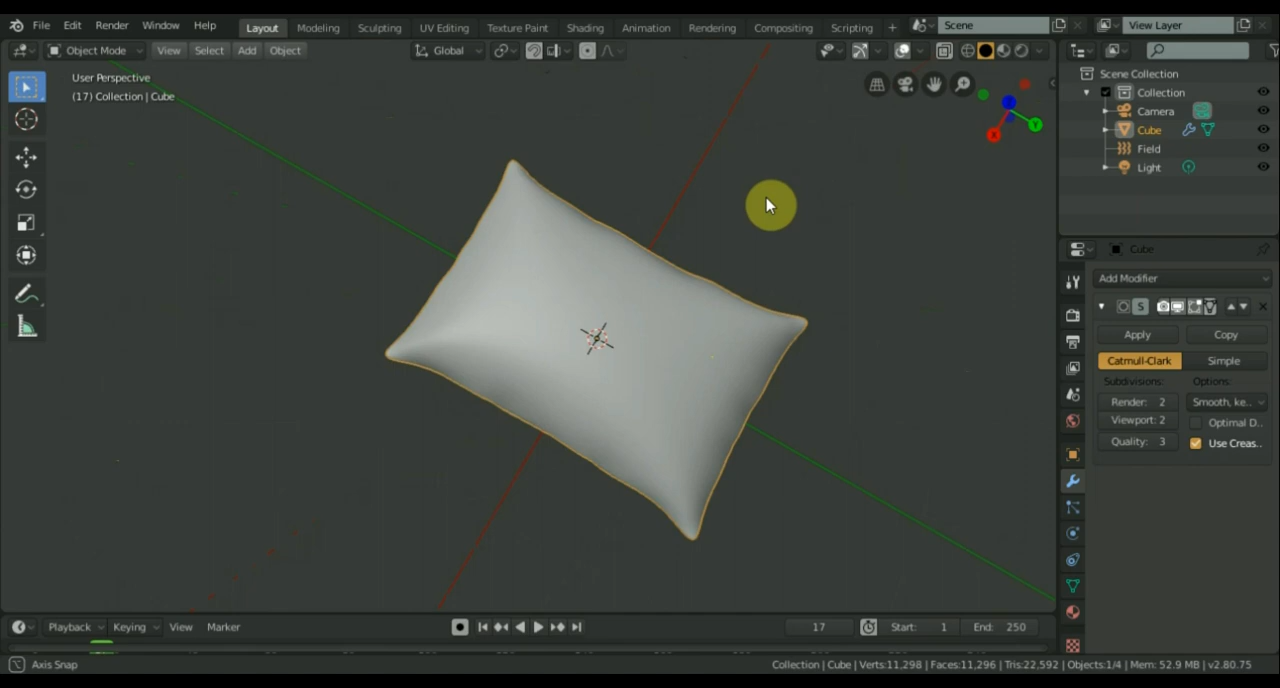 File Edit Render Window Help Layout Modeling Sculpting UV Editing Texture Paint Shading Animation Rendering Compositing Scripting + Scene View Layer
Object Mode View Select Add Object Global
User Perspective
(17) Collection | Cube
Scene Collection
Collection
Camera
Cube
Field
Light
Cube
Add Modifier
S
Apply Copy
Catmull-Clark Simple
Subdivisions: Options:
Render: 2 Smooth, ke..
Viewport: 2 Optimal D..
Quality: 3 Use Creas..
X Y Z
Playback Keying View Marker 17 Start: 1 End: 250
Axis Snap Collection | Cube | Verts:11,298 | Faces:11,296 | Tris:22,592 | Objects:1/4 | Mem: 52.9 MB | v2.80.75